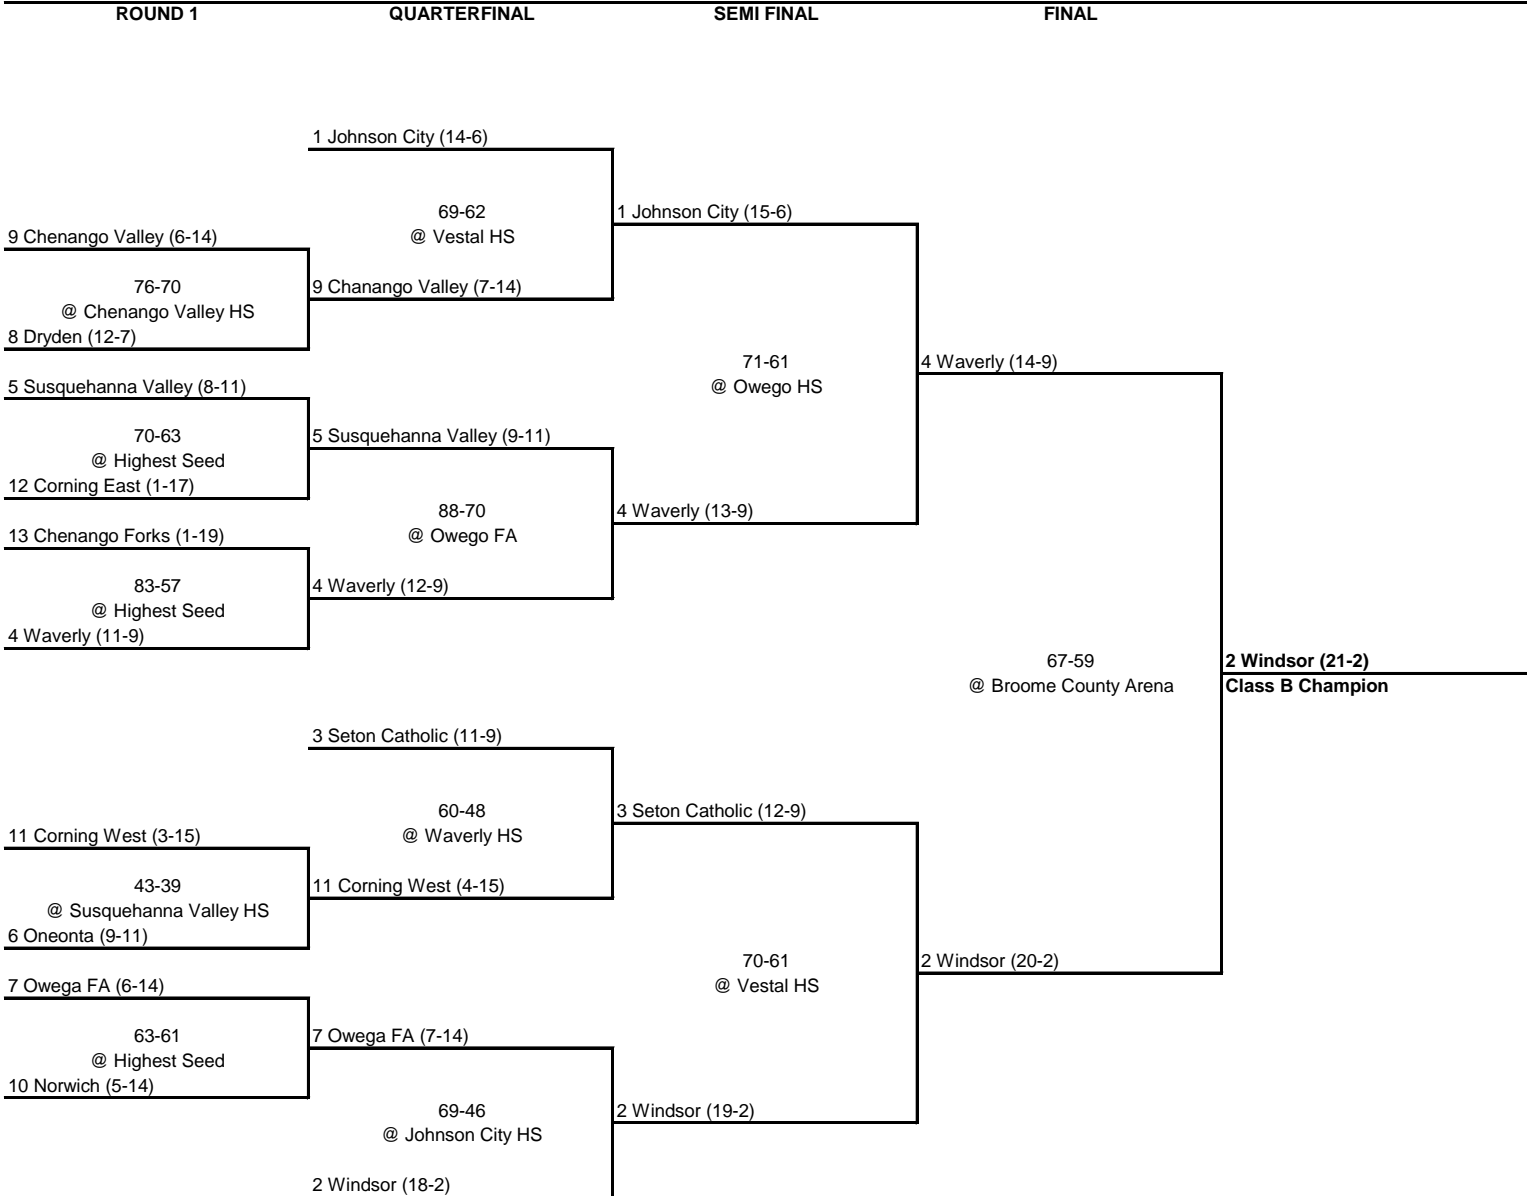 ROUND 1 QUARTERFINAL SEMI FINAL FINAL
1 Johnson City (14-6)
69-62
@ Vestal HS
1 Johnson City (15-6)
9 Chenango Valley (6-14)
76-70
@ Chenango Valley HS
9 Chanango Valley (7-14)
8 Dryden (12-7)
71-61
@ Owego HS
4 Waverly (14-9)
5 Susquehanna Valley (8-11)
70-63
@ Highest Seed
5 Susquehanna Valley (9-11)
12 Corning East (1-17)
88-70
@ Owego FA
4 Waverly (13-9)
13 Chenango Forks (1-19)
83-57
@ Highest Seed
4 Waverly (12-9)
4 Waverly (11-9)
67-59
@ Broome County Arena
2 Windsor (21-2)
Class B Champion
3 Seton Catholic (11-9)
60-48
@ Waverly HS
3 Seton Catholic (12-9)
11 Corning West (3-15)
43-39
@ Susquehanna Valley HS
11 Corning West (4-15)
6 Oneonta (9-11)
70-61
@ Vestal HS
2 Windsor (20-2)
7 Owega FA (6-14)
63-61
@ Highest Seed
7 Owega FA (7-14)
10 Norwich (5-14)
69-46
@ Johnson City HS
2 Windsor (19-2)
2 Windsor (18-2)